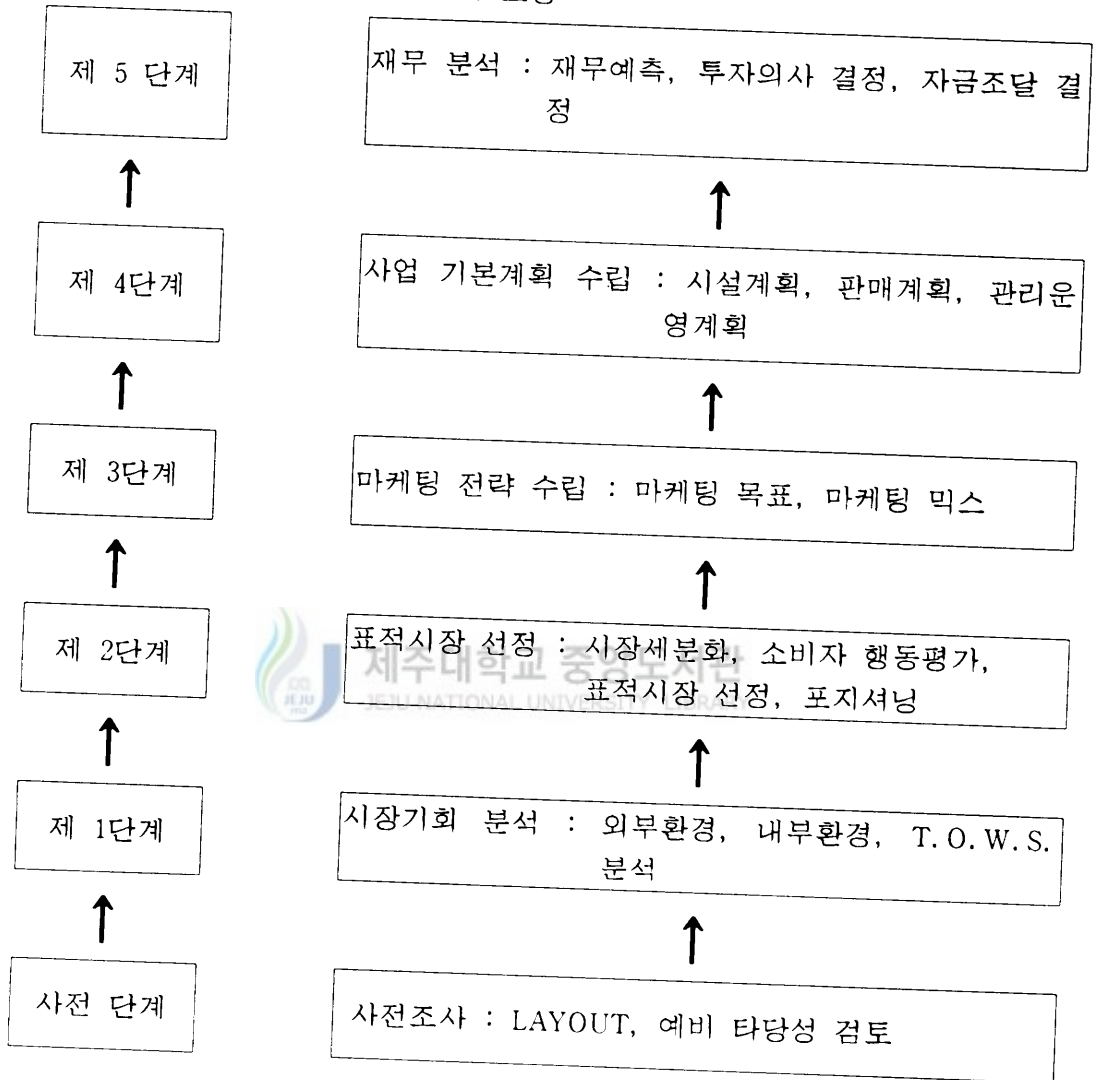 제 5 단계
재무 분석 : 재무예측, 투자의사 결정, 자금조달 결
정
제 4단계
사업 기본계획 수립 : 시설계획, 판매계획, 관리운
영계획
제 3단계
마케팅 전략 수립 : 마케팅 목표, 마케팅 믹스
제 2단계
표적시장 선정 : 시장세분화, 소비자 행동평가,
표적시장 선정, 포지셔닝
제주대학교 중앙도서관
JEJU NATIONAL UNIVERSITY LIBRARY
JEJU
제 1단계
시장기회 분석 : 외부환경, 내부환경, T.O.W.S.
분석
사전 단계
사전조사 : LAYOUT, 예비 타당성 검토